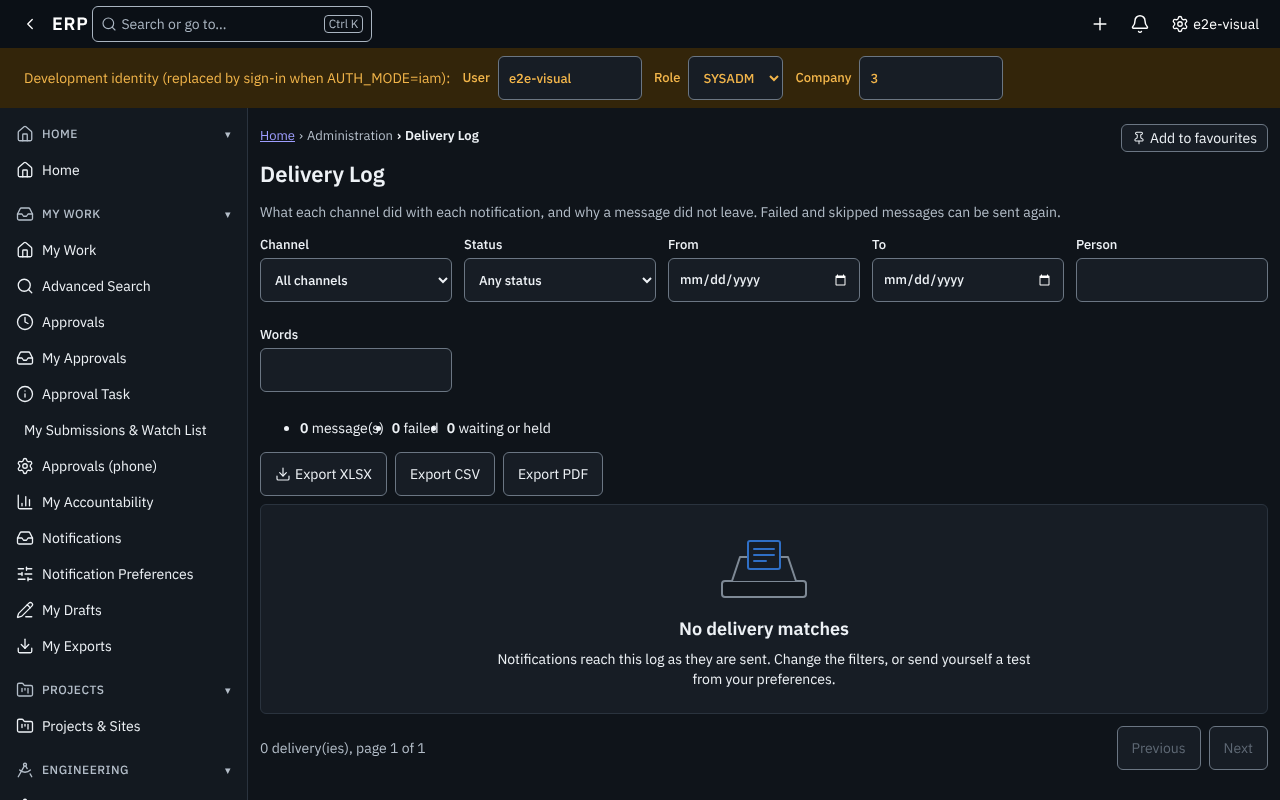 ERP Search or go to... Ctrl K e2e-visual
Development identity (replaced by sign-in when AUTH_MODE=iam): User e2e-visual Role SYSADM Company 3
HOME
Home
MY WORK
My Work
Advanced Search
Approvals
My Approvals
Approval Task
My Submissions & Watch List
Approvals (phone)
My Accountability
Notifications
Notification Preferences
My Drafts
My Exports
PROJECTS
Projects & Sites
ENGINEERING
Home › Administration › Delivery Log
Add to favourites
Delivery Log
What each channel did with each notification, and why a message did not leave. Failed and skipped messages can be sent again.
Channel Status From To Person
All channels Any status mm/dd/yyyy mm/dd/yyyy
Words
• 0 message(s) • 0 failed • 0 waiting or held
Export XLSX Export CSV Export PDF
No delivery matches
Notifications reach this log as they are sent. Change the filters, or send yourself a test
from your preferences.
0 delivery(ies), page 1 of 1 Previous Next